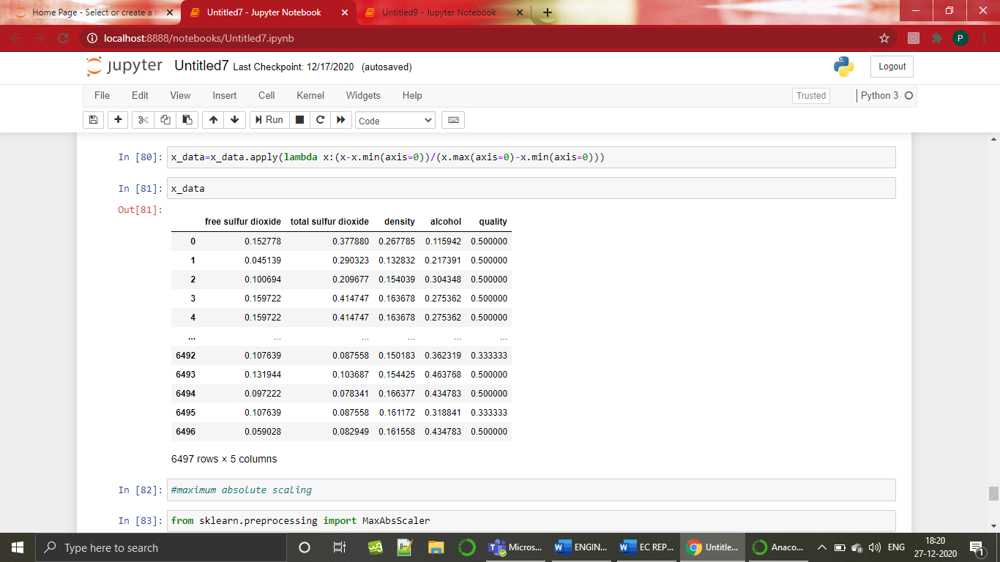 Home Page - Select or create a n
Untitled7 - Jupyter Notebook
Untitled9 - Jupyter Notebook
localhost:8888/notebooks/Untitled7.ipynb
P
jupyter Untitled7 Last Checkpoint: 12/17/2020 (autosaved)
Logout
File Edit View Insert Cell Kernel Widgets Help
Trusted
Python 3
Run
Code
In [80]: x_data=x_data.apply(lambda x:(x-x.min(axis=0))/(x.max(axis=0)-x.min(axis=0)))
In [81]: x_data
Out[81]:
free sulfur dioxide total sulfur dioxide density alcohol quality
0 0.152778 0.377880 0.267785 0.115942 0.500000
1 0.045139 0.290323 0.132832 0.217391 0.500000
2 0.100694 0.209677 0.154039 0.304348 0.500000
3 0.159722 0.414747 0.163678 0.275362 0.500000
4 0.159722 0.414747 0.163678 0.275362 0.500000
... ... ... ... ... ...
6492 0.107639 0.087558 0.150183 0.362319 0.333333
6493 0.131944 0.103687 0.154425 0.463768 0.500000
6494 0.097222 0.078341 0.166377 0.434783 0.500000
6495 0.107639 0.087558 0.161172 0.318841 0.333333
6496 0.059028 0.082949 0.161558 0.434783 0.500000
6497 rows × 5 columns
In [82]: #maximum absolute scaling
In [83]: from sklearn.preprocessing import MaxAbsScaler
Type here to search
Micros...
ENGIN...
EC REP...
Untitle...
Anaco...
ENG
18:20
27-12-2020
1